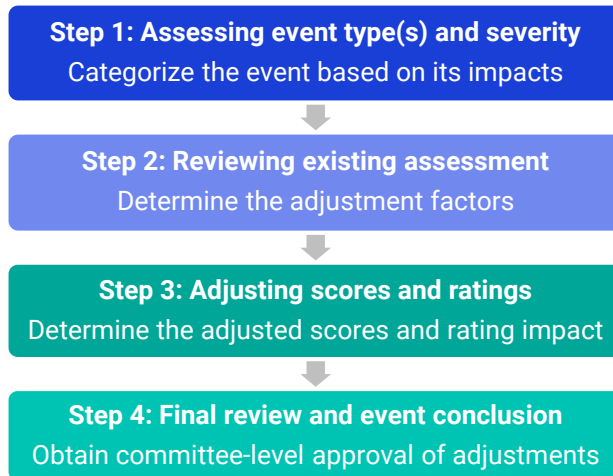 Step 1: Assessing event type(s) and severity
Categorize the event based on its impacts
Step 2: Reviewing existing assessment
Determine the adjustment factors
Step 3: Adjusting scores and ratings
Determine the adjusted scores and rating impact
Step 4: Final review and event conclusion
Obtain committee-level approval of adjustments